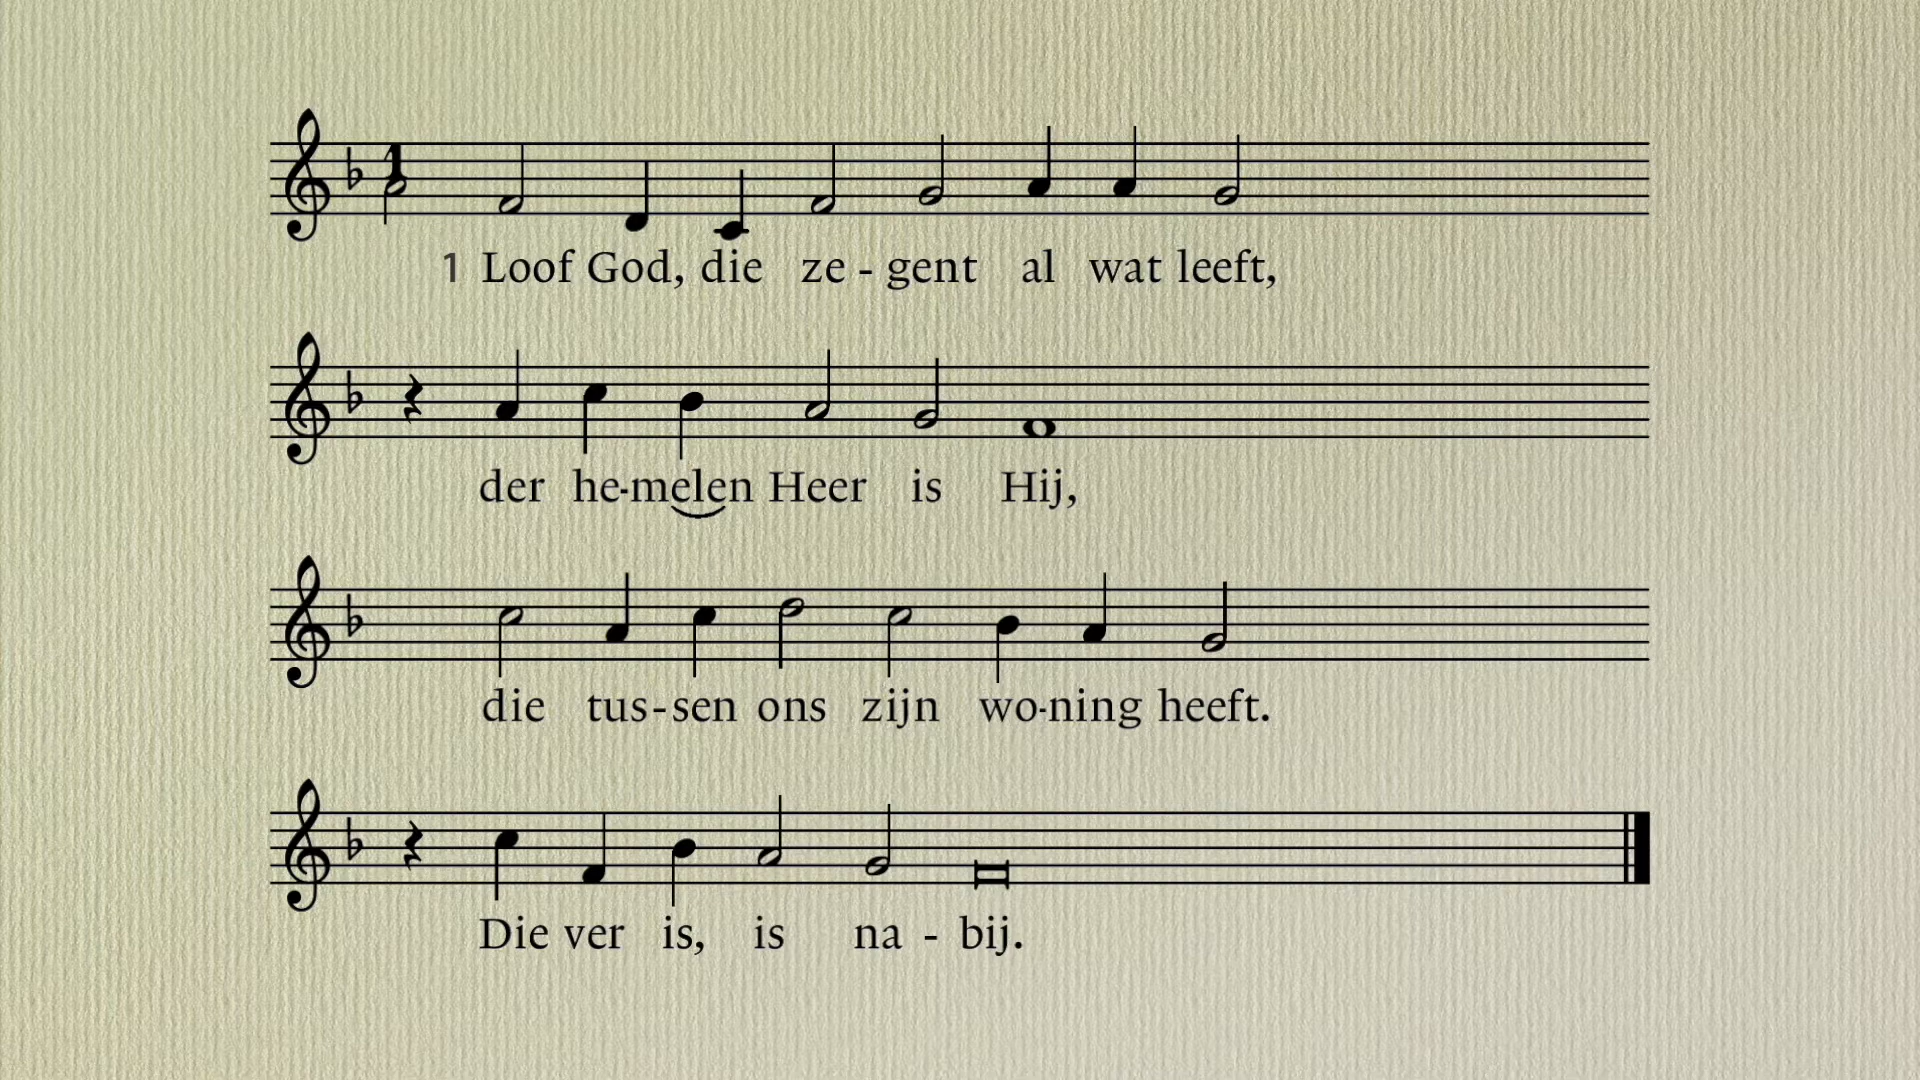 1 Loof God, die ze - gent al wat leeft,
der he-melen Heer is Hij,
die tus-sen ons zijn wo-ning heeft.
Die ver is, is na - bij.